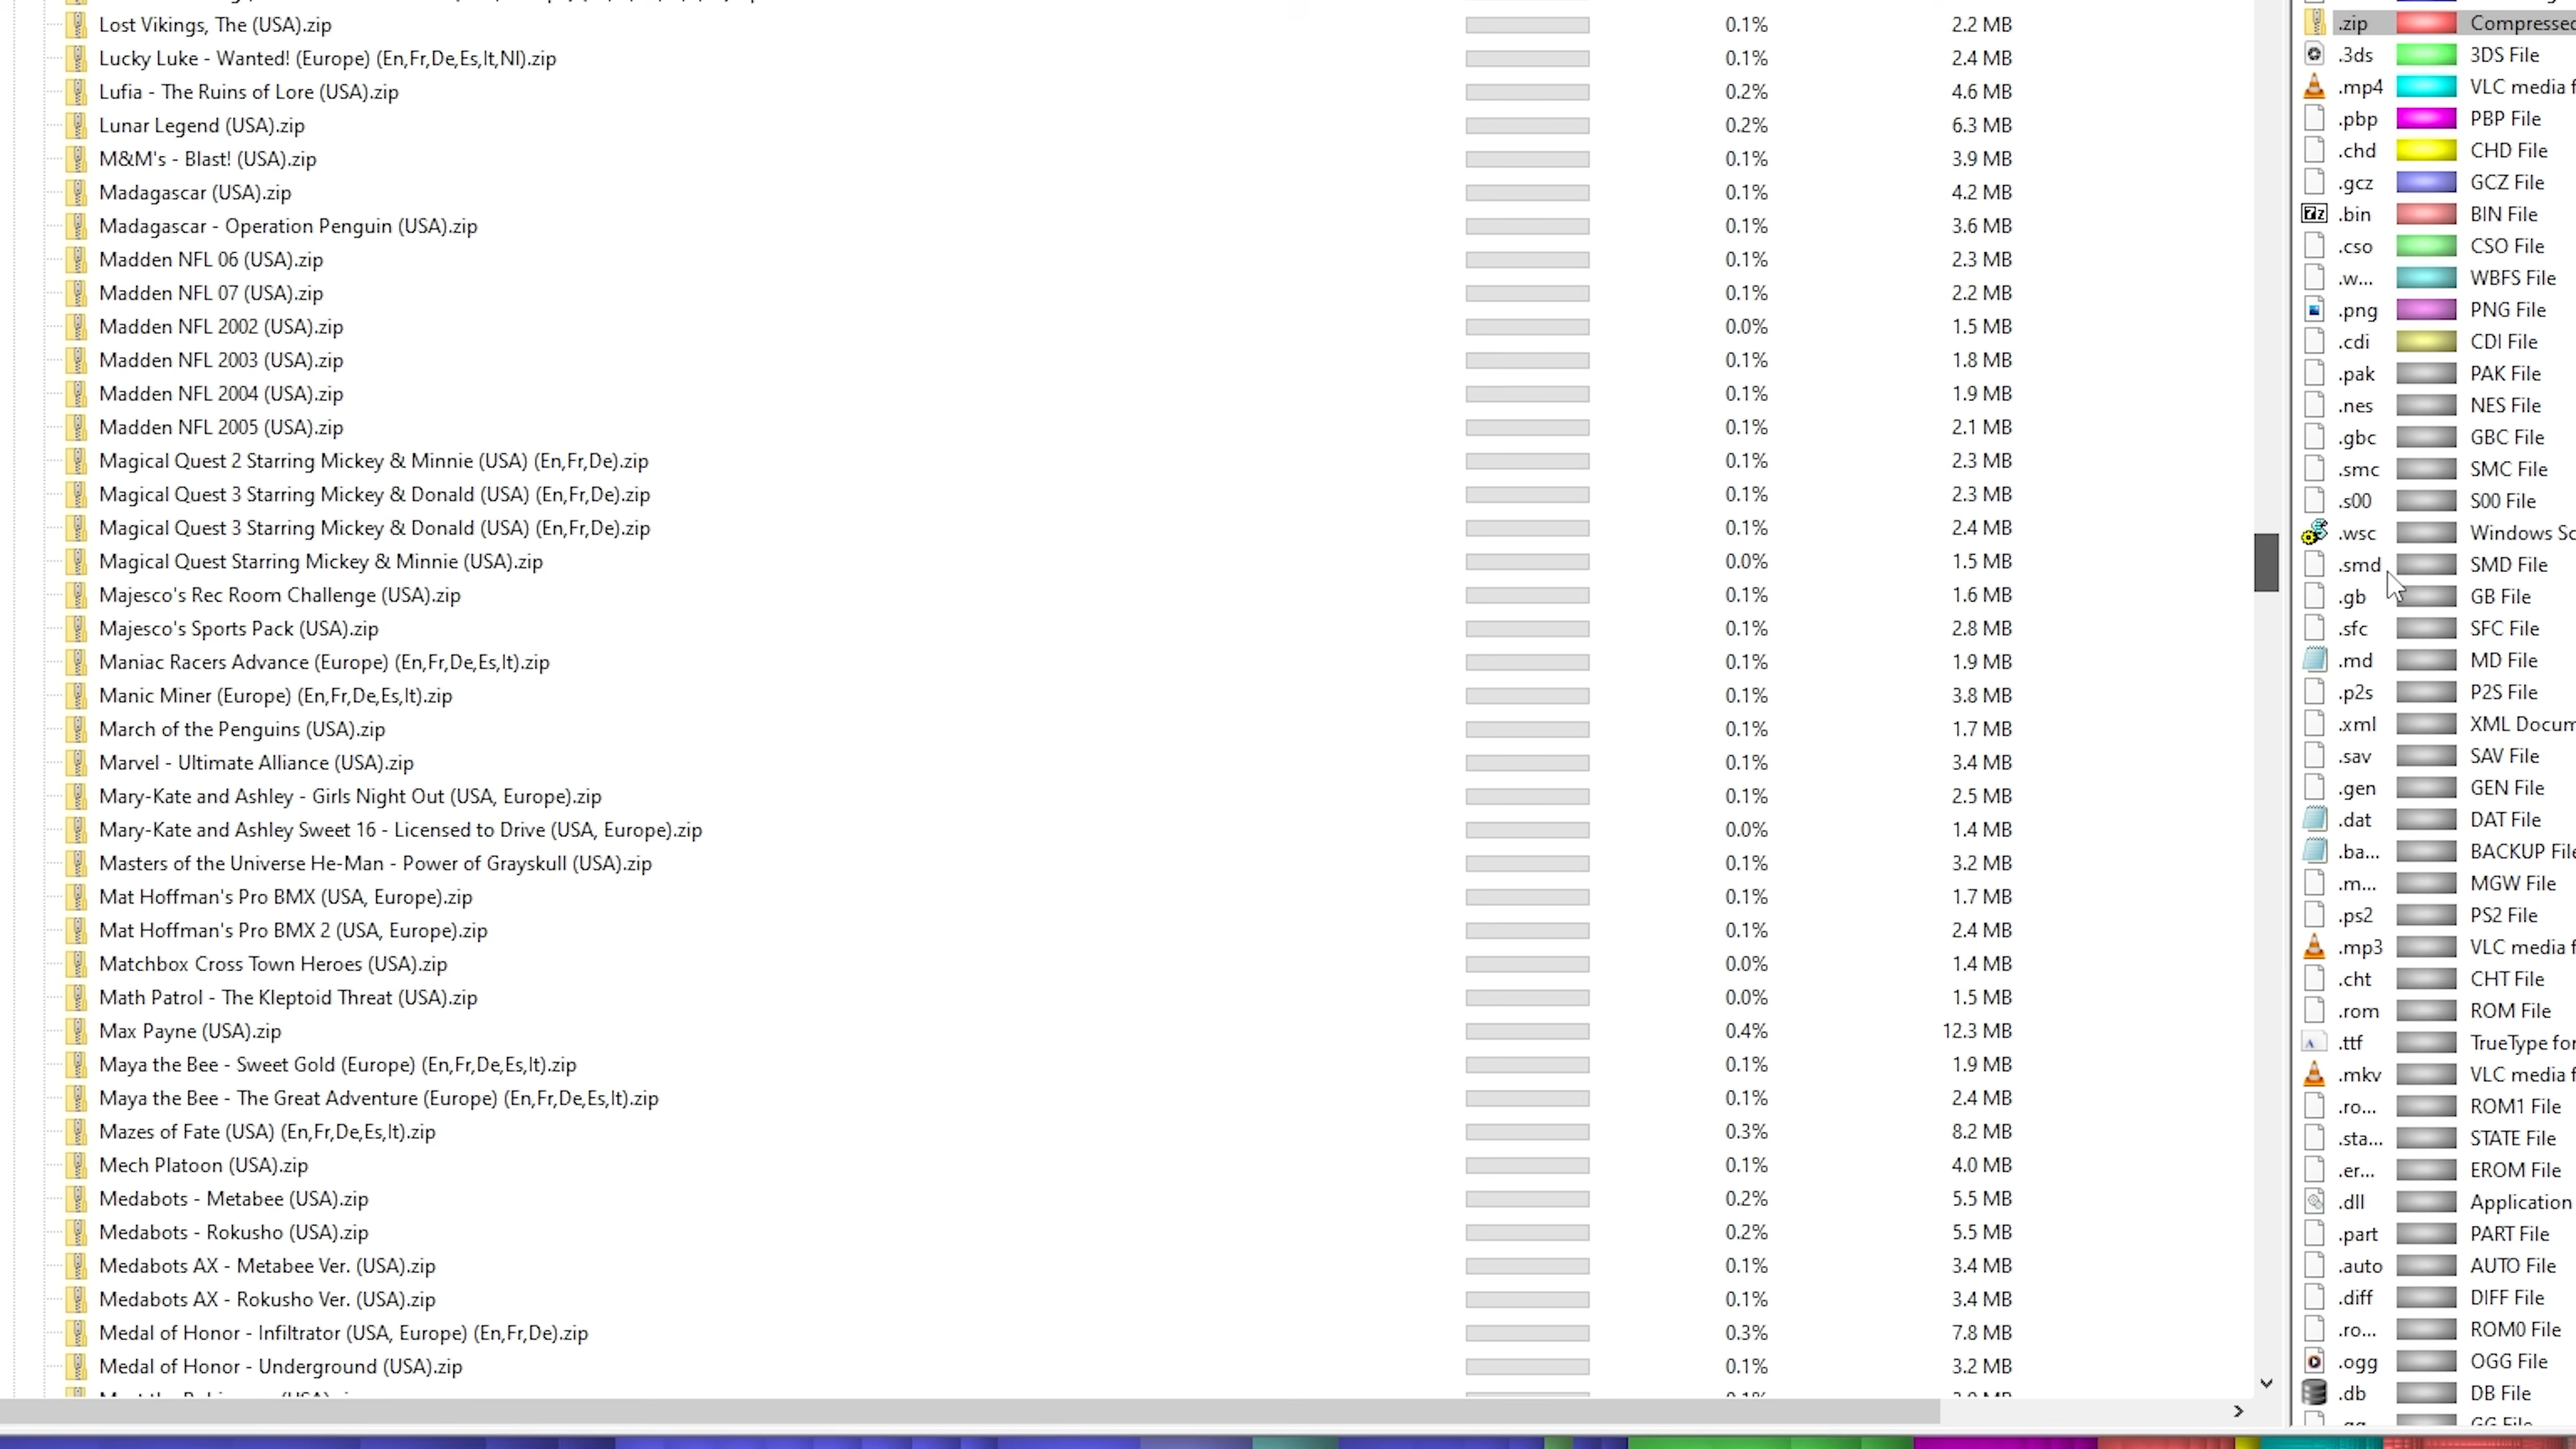 Lost Vikings, The (USA).zip 0.1% 2.2 MB
Lucky Luke - Wanted! (Europe) (En,Fr,De,Es,It,Nl).zip 0.1% 2.4 MB
Lufia - The Ruins of Lore (USA).zip 0.2% 4.6 MB
Lunar Legend (USA).zip 0.2% 6.3 MB
M&M's - Blast! (USA).zip 0.1% 3.9 MB
Madagascar (USA).zip 0.1% 4.2 MB
Madagascar - Operation Penguin (USA).zip 0.1% 3.6 MB
Madden NFL 06 (USA).zip 0.1% 2.3 MB
Madden NFL 07 (USA).zip 0.1% 2.2 MB
Madden NFL 2002 (USA).zip 0.0% 1.5 MB
Madden NFL 2003 (USA).zip 0.1% 1.8 MB
Madden NFL 2004 (USA).zip 0.1% 1.9 MB
Madden NFL 2005 (USA).zip 0.1% 2.1 MB
Magical Quest 2 Starring Mickey & Minnie (USA) (En,Fr,De).zip 0.1% 2.3 MB
Magical Quest 3 Starring Mickey & Donald (USA) (En,Fr,De).zip 0.1% 2.3 MB
Magical Quest 3 Starring Mickey & Donald (USA) (En,Fr,De).zip 0.1% 2.4 MB
Magical Quest Starring Mickey & Minnie (USA).zip 0.0% 1.5 MB
Majesco's Rec Room Challenge (USA).zip 0.1% 1.6 MB
Majesco's Sports Pack (USA).zip 0.1% 2.8 MB
Maniac Racers Advance (Europe) (En,Fr,De,Es,It).zip 0.1% 1.9 MB
Manic Miner (Europe) (En,Fr,De,Es,It).zip 0.1% 3.8 MB
March of the Penguins (USA).zip 0.1% 1.7 MB
Marvel - Ultimate Alliance (USA).zip 0.1% 3.4 MB
Mary-Kate and Ashley - Girls Night Out (USA, Europe).zip 0.1% 2.5 MB
Mary-Kate and Ashley Sweet 16 - Licensed to Drive (USA, Europe).zip 0.0% 1.4 MB
Masters of the Universe He-Man - Power of Grayskull (USA).zip 0.1% 3.2 MB
Mat Hoffman's Pro BMX (USA, Europe).zip 0.1% 1.7 MB
Mat Hoffman's Pro BMX 2 (USA, Europe).zip 0.1% 2.4 MB
Matchbox Cross Town Heroes (USA).zip 0.0% 1.4 MB
Math Patrol - The Kleptoid Threat (USA).zip 0.0% 1.5 MB
Max Payne (USA).zip 0.4% 12.3 MB
Maya the Bee - Sweet Gold (Europe) (En,Fr,De,Es,It).zip 0.1% 1.9 MB
Maya the Bee - The Great Adventure (Europe) (En,Fr,De,Es,It).zip 0.1% 2.4 MB
Mazes of Fate (USA) (En,Fr,De,Es,It).zip 0.3% 8.2 MB
Mech Platoon (USA).zip 0.1% 4.0 MB
Medabots - Metabee (USA).zip 0.2% 5.5 MB
Medabots - Rokusho (USA).zip 0.2% 5.5 MB
Medabots AX - Metabee Ver. (USA).zip 0.1% 3.4 MB
Medabots AX - Rokusho Ver. (USA).zip 0.1% 3.4 MB
Medal of Honor - Infiltrator (USA, Europe) (En,Fr,De).zip 0.3% 7.8 MB
Medal of Honor - Underground (USA).zip 0.1% 3.2 MB
.zip Compressed
.3ds 3DS File
.mp4 VLC media f
.pbp PBP File
.chd CHD File
.gcz GCZ File
.bin BIN File
.cso CSO File
.w... WBFS File
.png PNG File
.cdi CDI File
.pak PAK File
.nes NES File
.gbc GBC File
.smc SMC File
.s00 S00 File
.wsc Windows Sc
.smd SMD File
.gb GB File
.sfc SFC File
.md MD File
.p2s P2S File
.xml XML Docum
.sav SAV File
.gen GEN File
.dat DAT File
.ba... BACKUP File
.m... MGW File
.ps2 PS2 File
.mp3 VLC media f
.cht CHT File
.rom ROM File
.ttf TrueType for
.mkv VLC media f
.ro... ROM1 File
.sta... STATE File
.er... EROM File
.dll Application
.part PART File
.auto AUTO File
.diff DIFF File
.ro... ROM0 File
.ogg OGG File
.db DB File